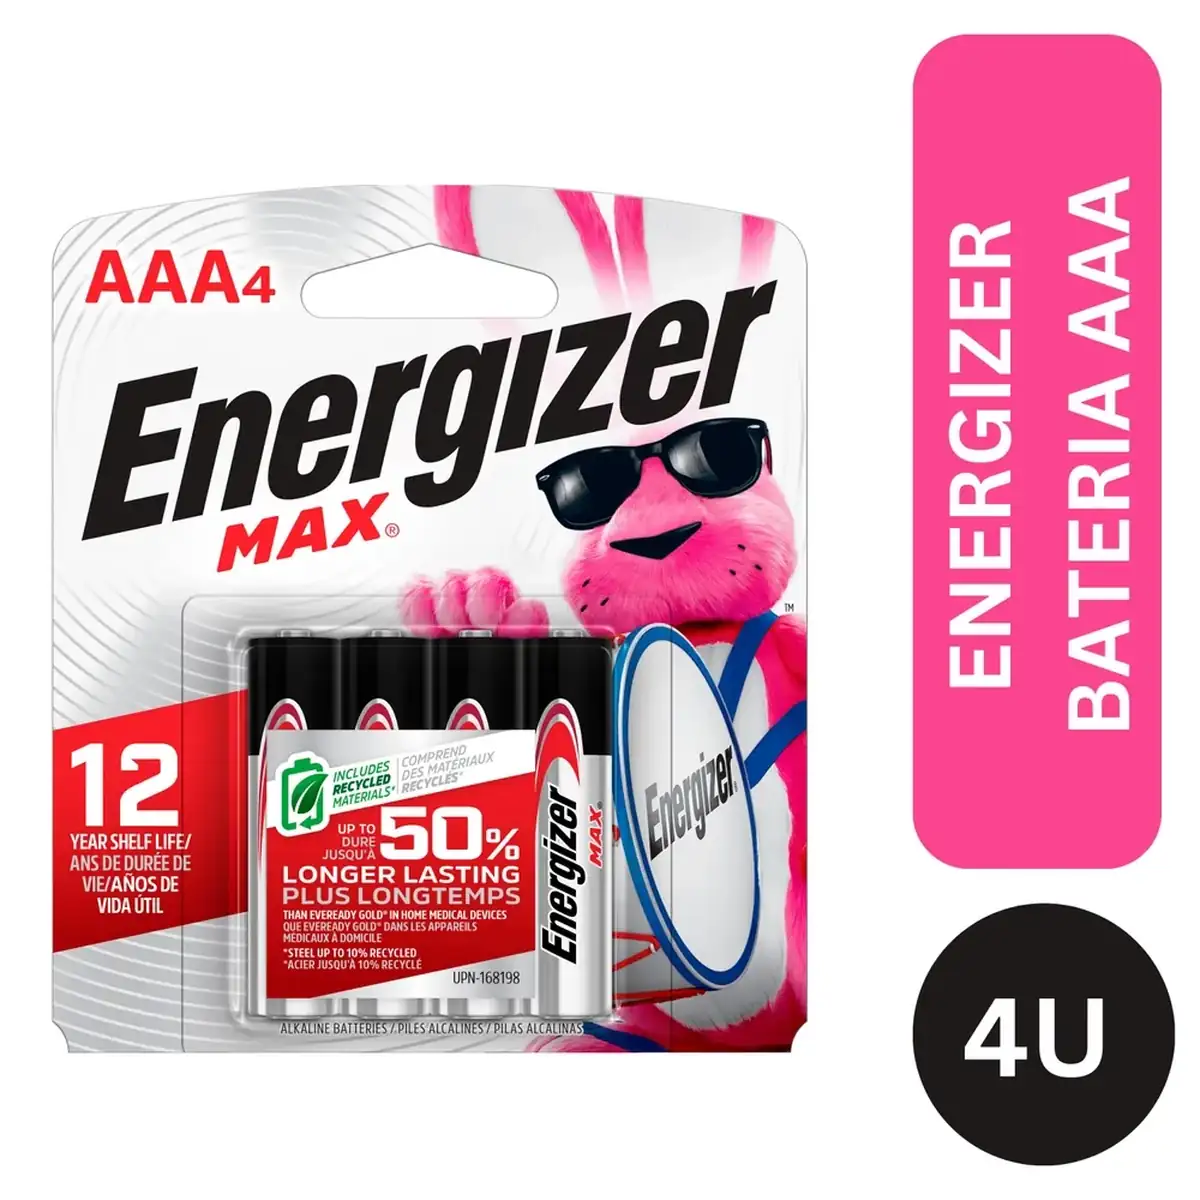 AAA4
Energizer
MAX®
™
12
YEAR SHELF LIFE/
ANS DE DURÉE DE
VIE/AÑOS DE
VIDA ÚTIL
INCLUDES
RECYCLED
MATERIALS*
COMPREND
DES MATÉRIAUX
RECYCLÉS*
UP TO
DURE
JUSQU'À
50%
LONGER LASTING
PLUS LONGTEMPS
THAN EVEREADY GOLD® IN HOME MEDICAL DEVICES
QUE EVEREADY GOLD® DANS LES APPAREILS
MÉDICAUX À DOMICILE
*STEEL UP TO 10% RECYCLED
*ACIER JUSQU'À 10% RECYCLÉ
UPN-168198
Energizer
MAX®
Energizer
ALKALINE BATTERIES / PILES ALCALINES / PILAS ALCALINAS
ENERGIZER
BATERIA AAA
4U